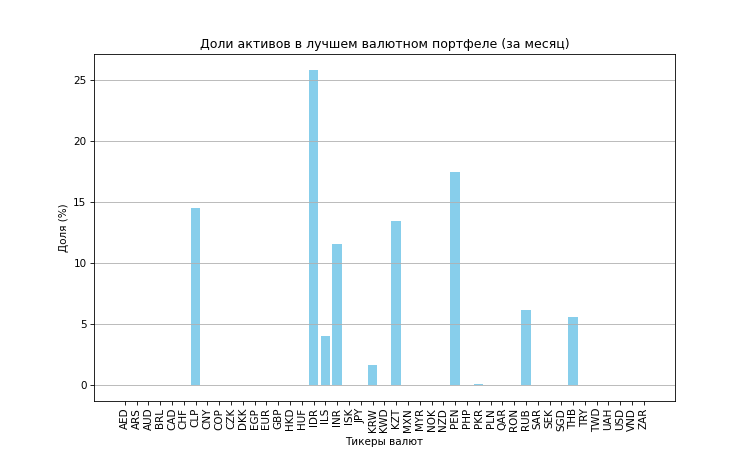 Доли активов в лучшем валютном портфеле (за месяц)
Доля (%)
25
20
15
10
5
0
AED
ARS
AUD
BRL
CAD
CHF
CLP
CNY
COP
CZK
DKK
EGP
EUR
GBP
HKD
HUF
IDR
ILS
INR
ISK
JPY
KRW
KWD
KZT
MXN
MYR
NOK
NZD
PEN
PHP
PKR
PLN
QAR
RON
RUB
SAR
SEK
SGD
THB
TRY
TWD
UAH
USD
VND
ZAR
Тикеры валют